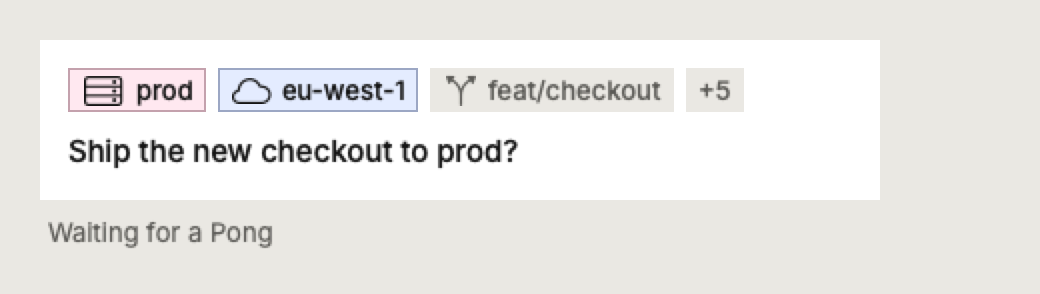 prod eu-west-1 feat/checkout +5
Ship the new checkout to prod?
Waiting for a Pong